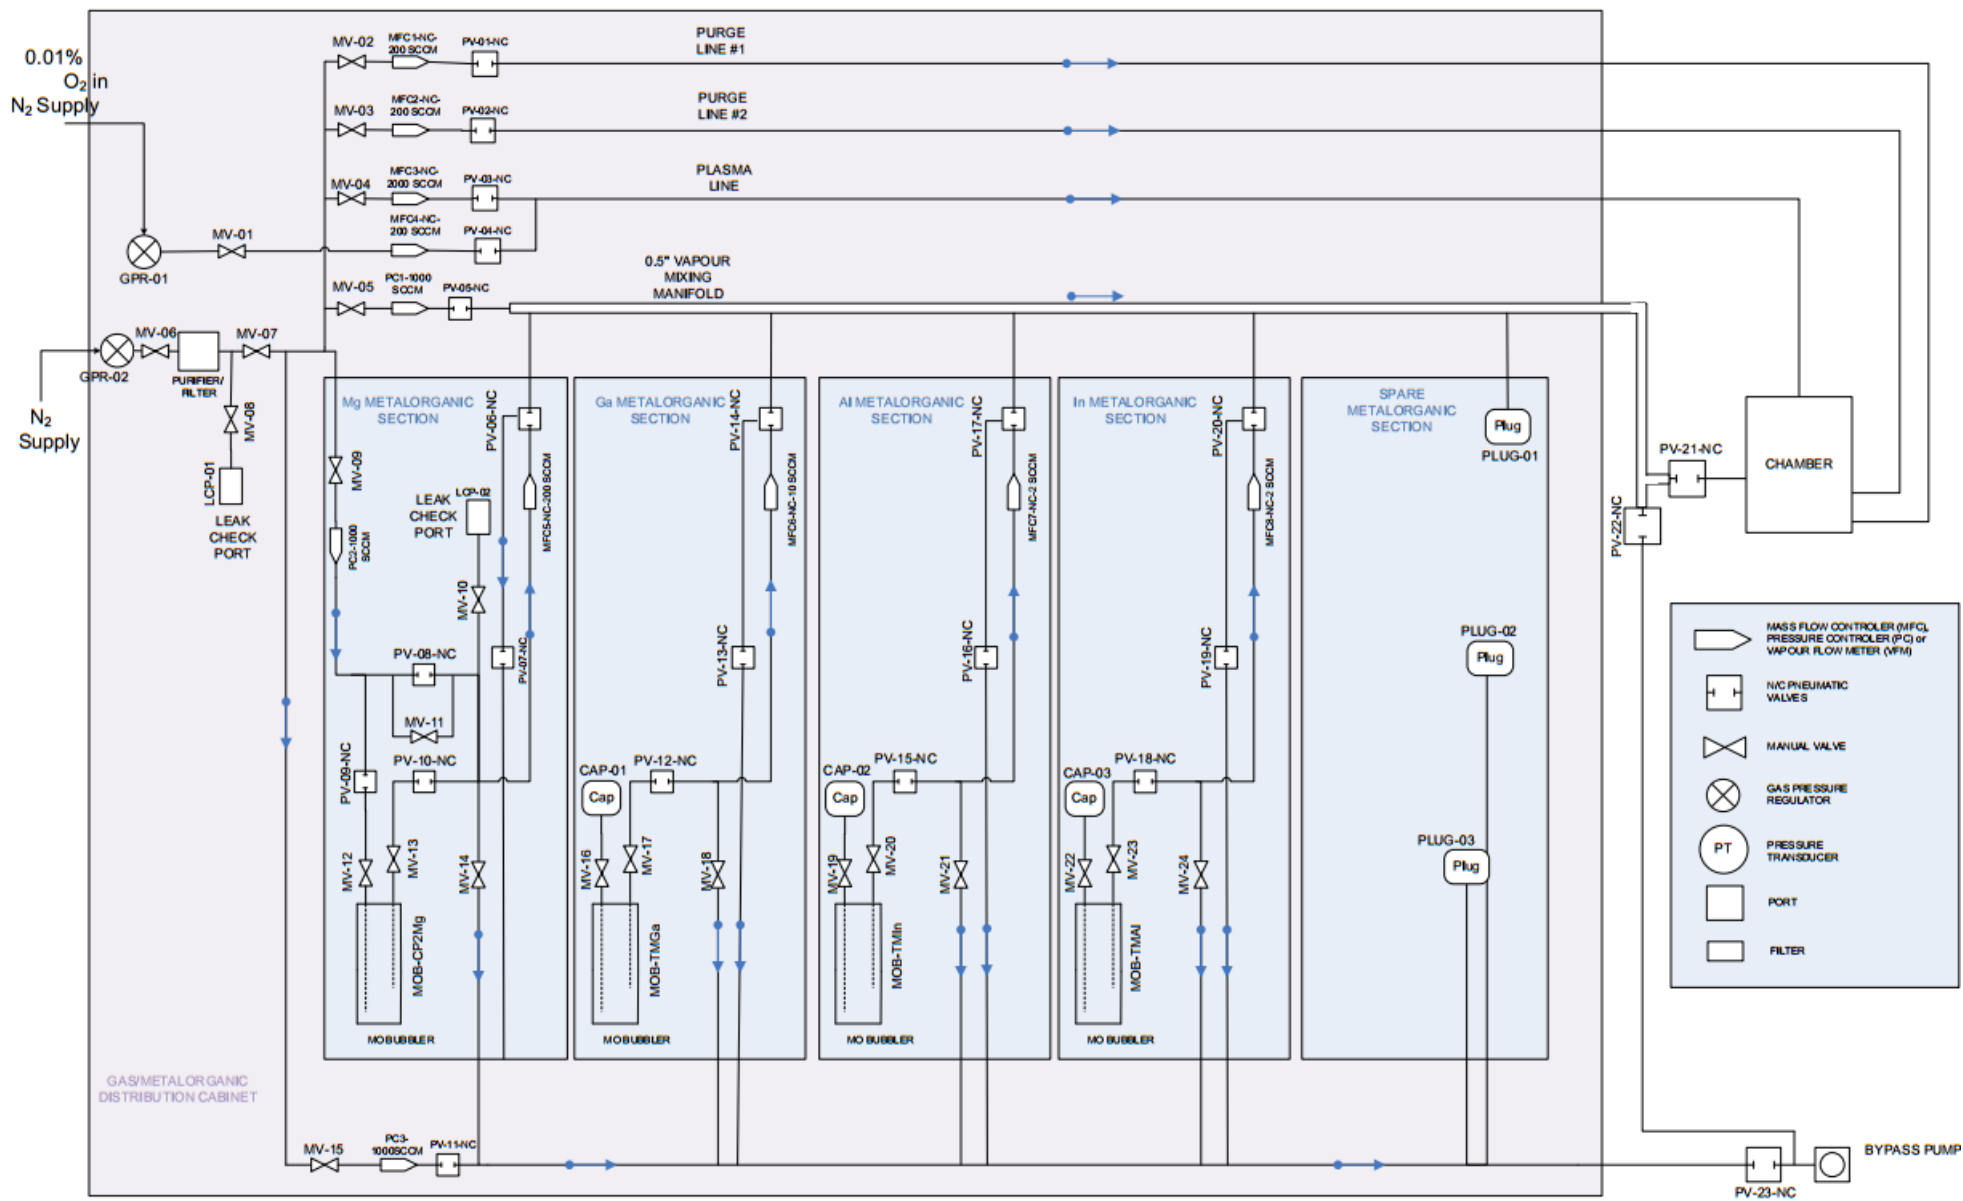 0.01%
O2 in
N2 Supply
GPR-01
MV-01
MV-02
MFC1-NC-
200 SCCM
PV-01-NC
PURGE
LINE #1
MV-03
MFC2-NC-
200 SCCM
PV-02-NC
PURGE
LINE #2
MV-04
MFC3-NC-
2000 SCCM
PV-03-NC
PLASMA
LINE
MFC4-NC-
200 SCCM
PV-04-NC
MV-05
PC1-1000
SCCM
PV-05-NC
0.5" VAPOUR
MIXING
MANIFOLD
N2
Supply
GPR-02
MV-06
PURIFIER/
FILTER
MV-07
MV-08
LCP-01
LEAK
CHECK
PORT
Mg METALORGANIC
SECTION
PV-06-NC
MV-09
PC2-1000
SCCM
LEAK
CHECK
PORT
LCP-02
MFC5-NC-200 SCCM
MV-10
PV-07-NC
PV-08-NC
MV-11
PV-09-NC
PV-10-NC
MV-12
MV-13
MV-14
MOB-CP2Mg
MO BUBBLER
Ga METALORGANIC
SECTION
PV-14-NC
MFC6-NC-10 SCCM
PV-13-NC
CAP-01
Cap
PV-12-NC
MV-16
MV-17
MV-18
MOB-TMGa
MO BUBBLER
Al METALORGANIC
SECTION
PV-17-NC
MFC7-NC-2 SCCM
PV-16-NC
CAP-02
Cap
PV-15-NC
MV-19
MV-20
MV-21
MOB-TMIn
MO BUBBLER
In METALORGANIC
SECTION
PV-20-NC
MFC8-NC-2 SCCM
PV-19-NC
CAP-03
Cap
PV-18-NC
MV-22
MV-23
MV-24
MOB-TMAl
MO BUBBLER
SPARE
METALORGANIC
SECTION
Plug
PLUG-01
PLUG-02
Plug
PLUG-03
Plug
PV-21-NC
PV-22-NC
CHAMBER
MASS FLOW CONTROLER (MFC),
PRESSURE CONTROLER (PC) or
VAPOUR FLOW METER (VFM)
N/C PNEUMATIC
VALVES
MANUAL VALVE
GAS PRESSURE
REGULATOR
PT
PRESSURE
TRANSDUCER
PORT
FILTER
GAS/METALORGANIC
DISTRIBUTION CABINET
MV-15
PC3-
1000SCCM
PV-11-NC
PV-23-NC
BYPASS PUMP